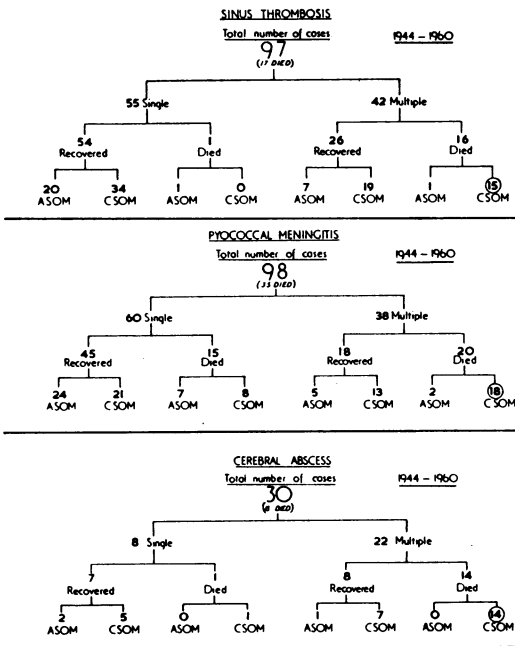 SINUS THROMBOSIS
Total number of cases 1944 – 1960
97
(17 DIED)
55 Single 42 Multiple
54 1 26 16
Recovered Died Recovered Died
20 34 1 0 7 19 1 15
ASOM CSOM ASOM CSOM ASOM CSOM ASOM CSOM
PYOCOCCAL MENINGITIS
Total number of cases 1944 – 1960
98
(35 DIED)
60 Single 38 Multiple
45 15 18 20
Recovered Died Recovered Died
24 21 7 8 5 13 2 18
ASOM CSOM ASOM CSOM ASOM CSOM ASOM CSOM
CEREBRAL ABSCESS
Total number of cases 1944 – 1960
30
DIED)
8 Single 22 Multiple
7 1 8 14
Recovered Died Recovered Died
2 5 0 1 1 7 0 14
ASOM CSOM ASOM CSOM ASOM CSOM ASOM CSOM